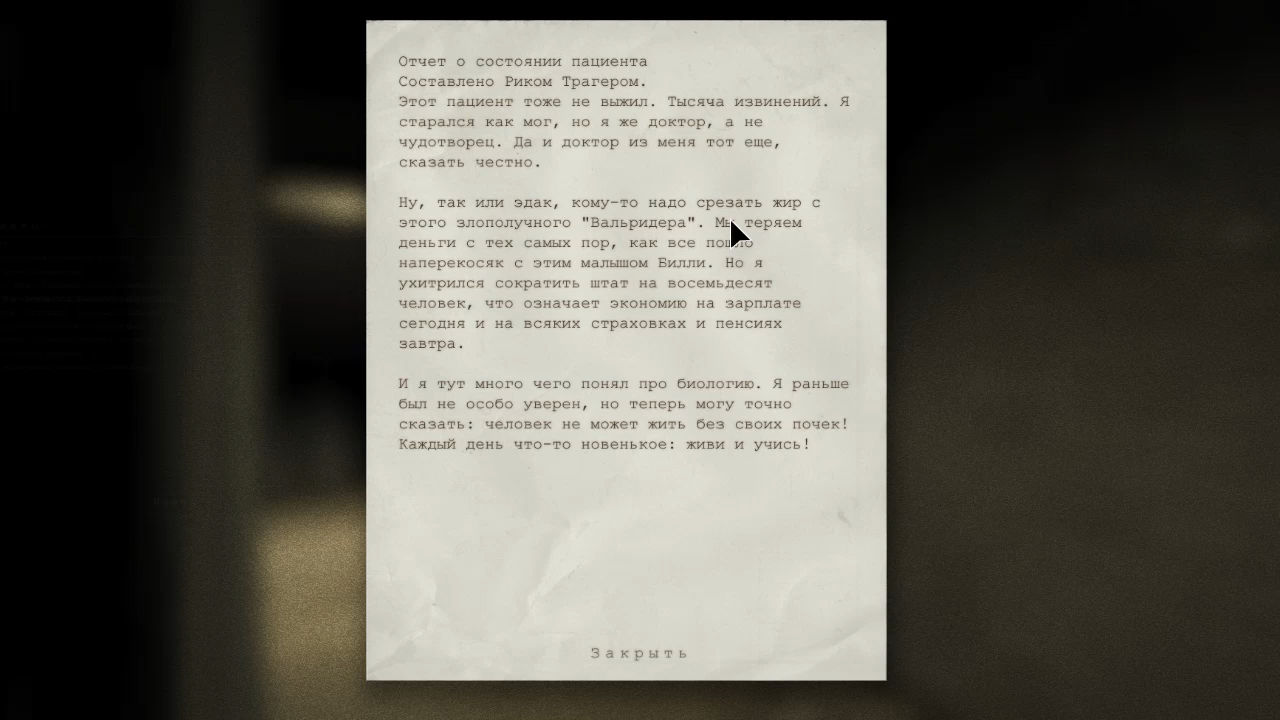 Отчет о состоянии пациента
Составлено Риком Трагером.
Этот пациент тоже не выжил. Тысяча извинений. Я
старался как мог, но я же доктор, а не
чудотворец. Да и доктор из меня тот еще,
сказать честно.
Ну, так или эдак, кому-то надо срезать жир с
этого злополучного "Вальридера". Мы теряем
деньги с тех самых пор, как все пошло
наперекосяк с этим малышом Билли. Но я
ухитрился сократить штат на восемьдесят
человек, что означает экономию на зарплате
сегодня и на всяких страховках и пенсиях
завтра.
И я тут много чего понял про биологию. Я раньше
был не особо уверен, но теперь могу точно
сказать: человек не может жить без своих почек!
Каждый день что-то новенькое: живи и учись!
Закрыть